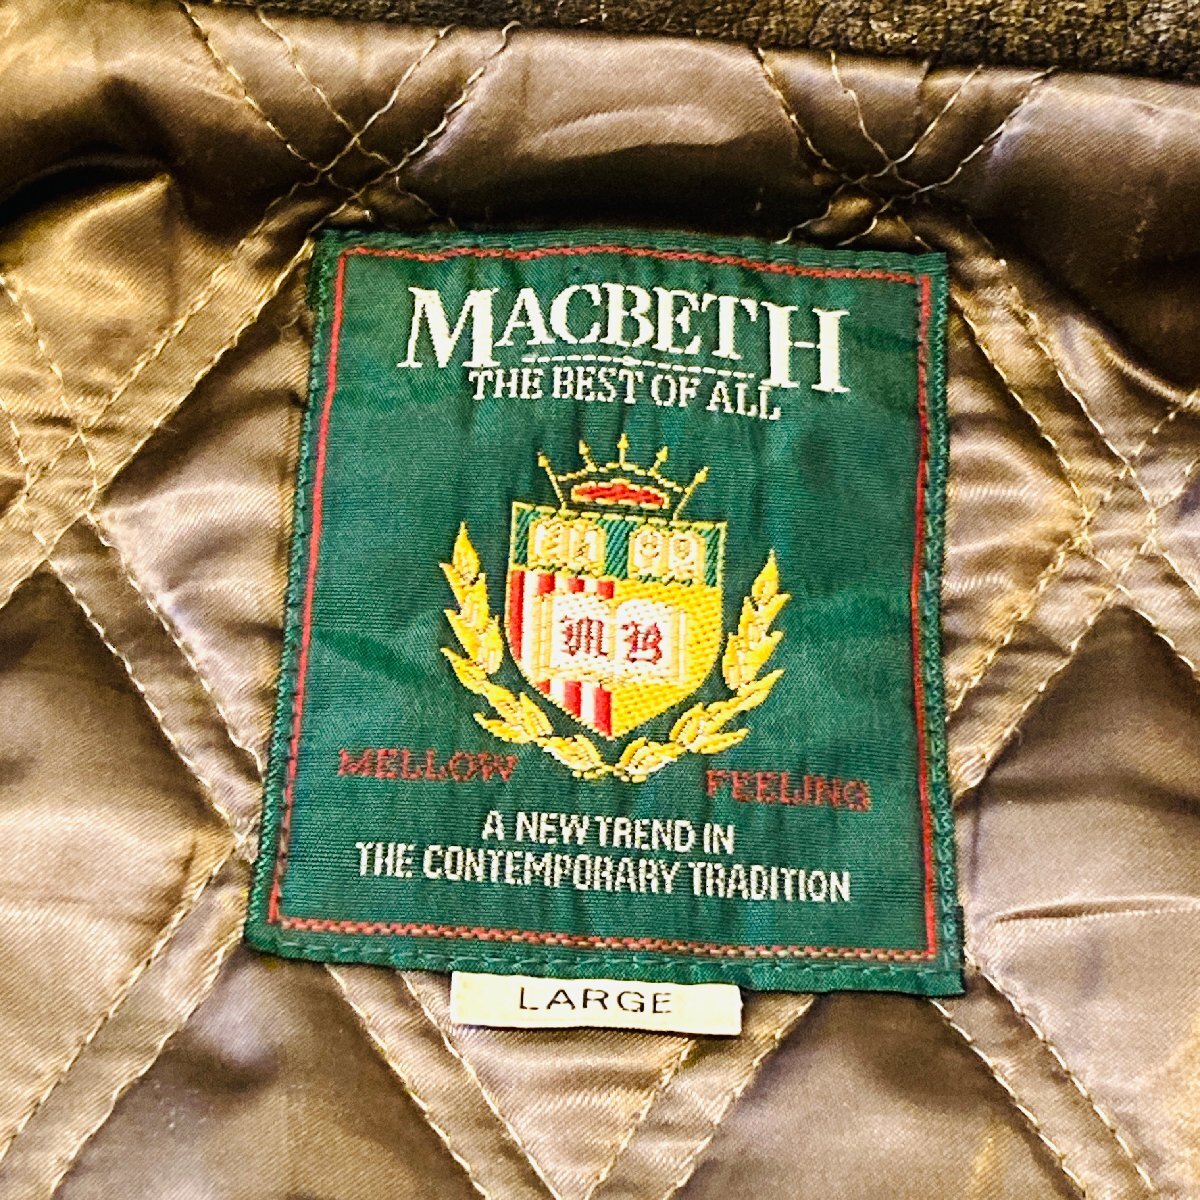 MACBETH
THE BEST OF ALL
M B
MELLOW FEELING
A NEW TREND IN
THE CONTEMPORARY TRADITION
LARGE